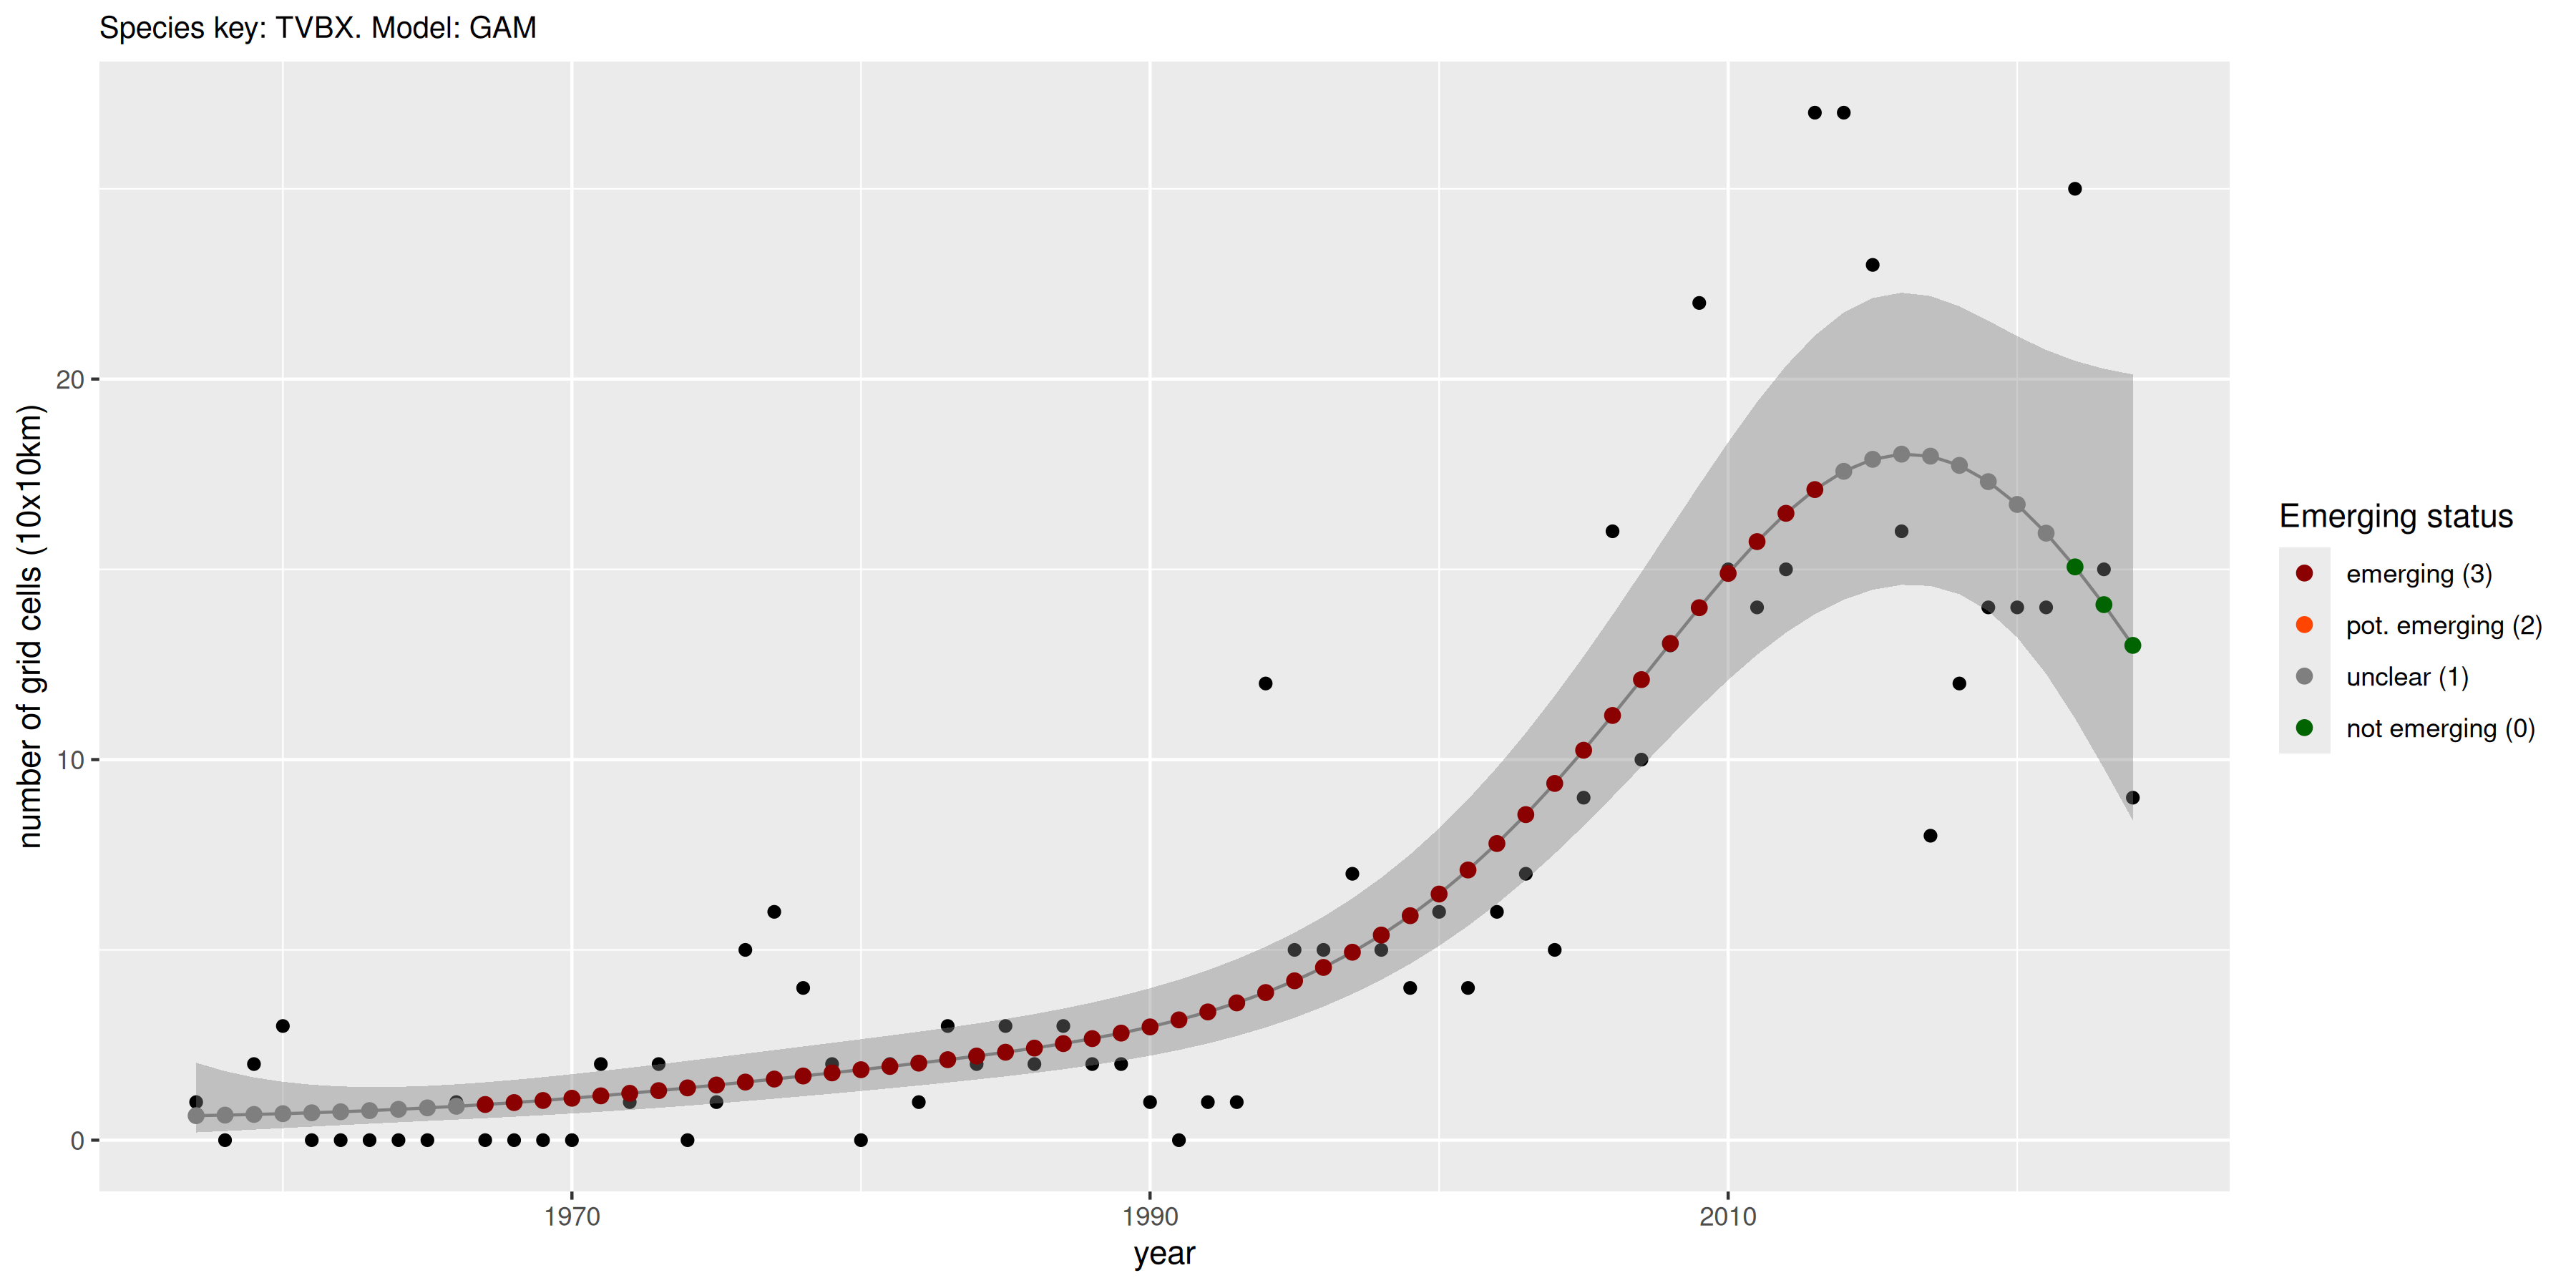 Species key: TVBX. Model: GAM
number of grid cells (10x10km)
20
10
0
1970
1990
2010
year
Emerging status
emerging (3)
pot. emerging (2)
unclear (1)
not emerging (0)